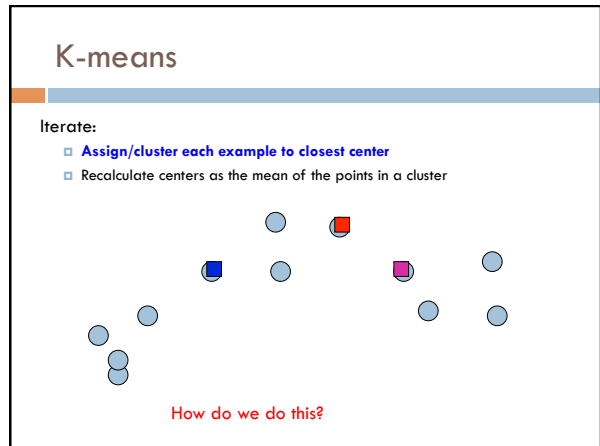 K-means
Iterate:
Assign/cluster each example to closest center
Recalculate centers as the mean of the points in a cluster
How do we do this?